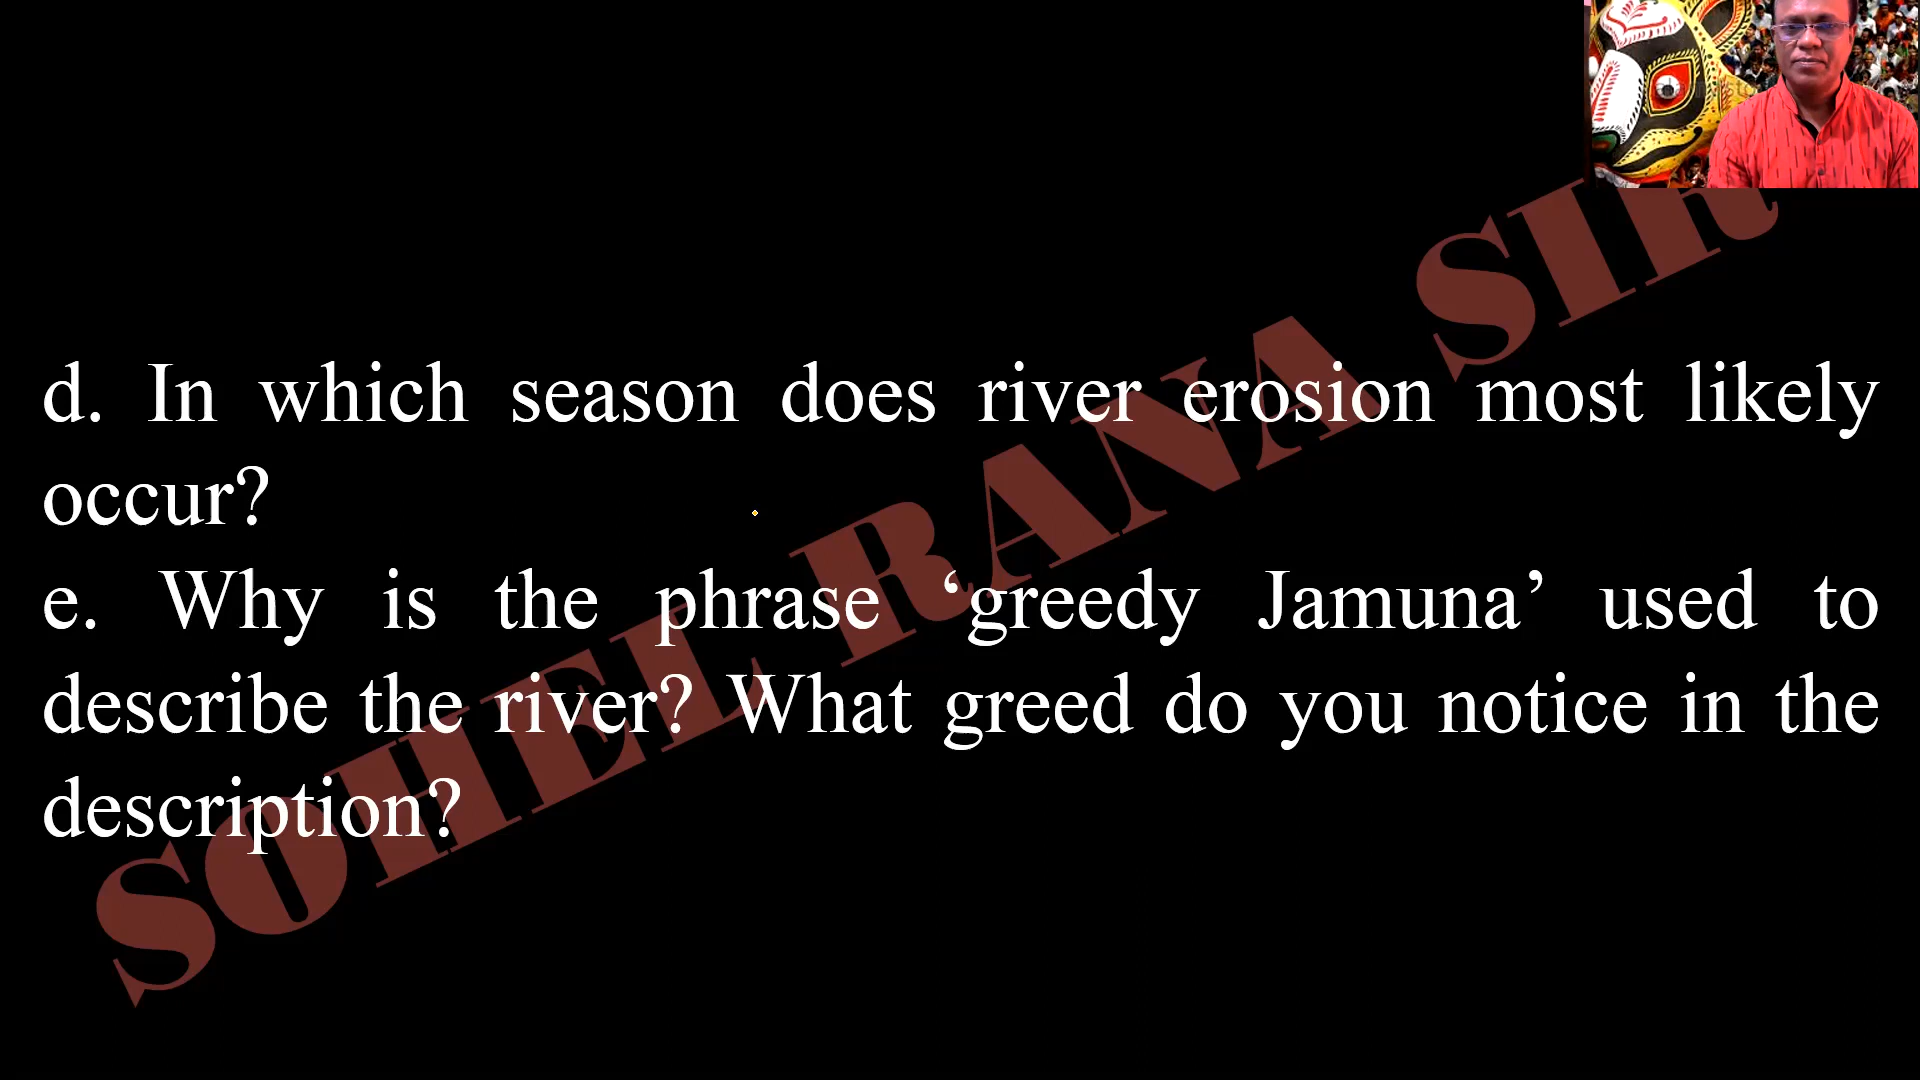 d. In which season does river erosion most likely
occur?
e. Why is the phrase ‘greedy Jamuna’ used to
describe the river? What greed do you notice in the
description?
SOHEL RANA SIR